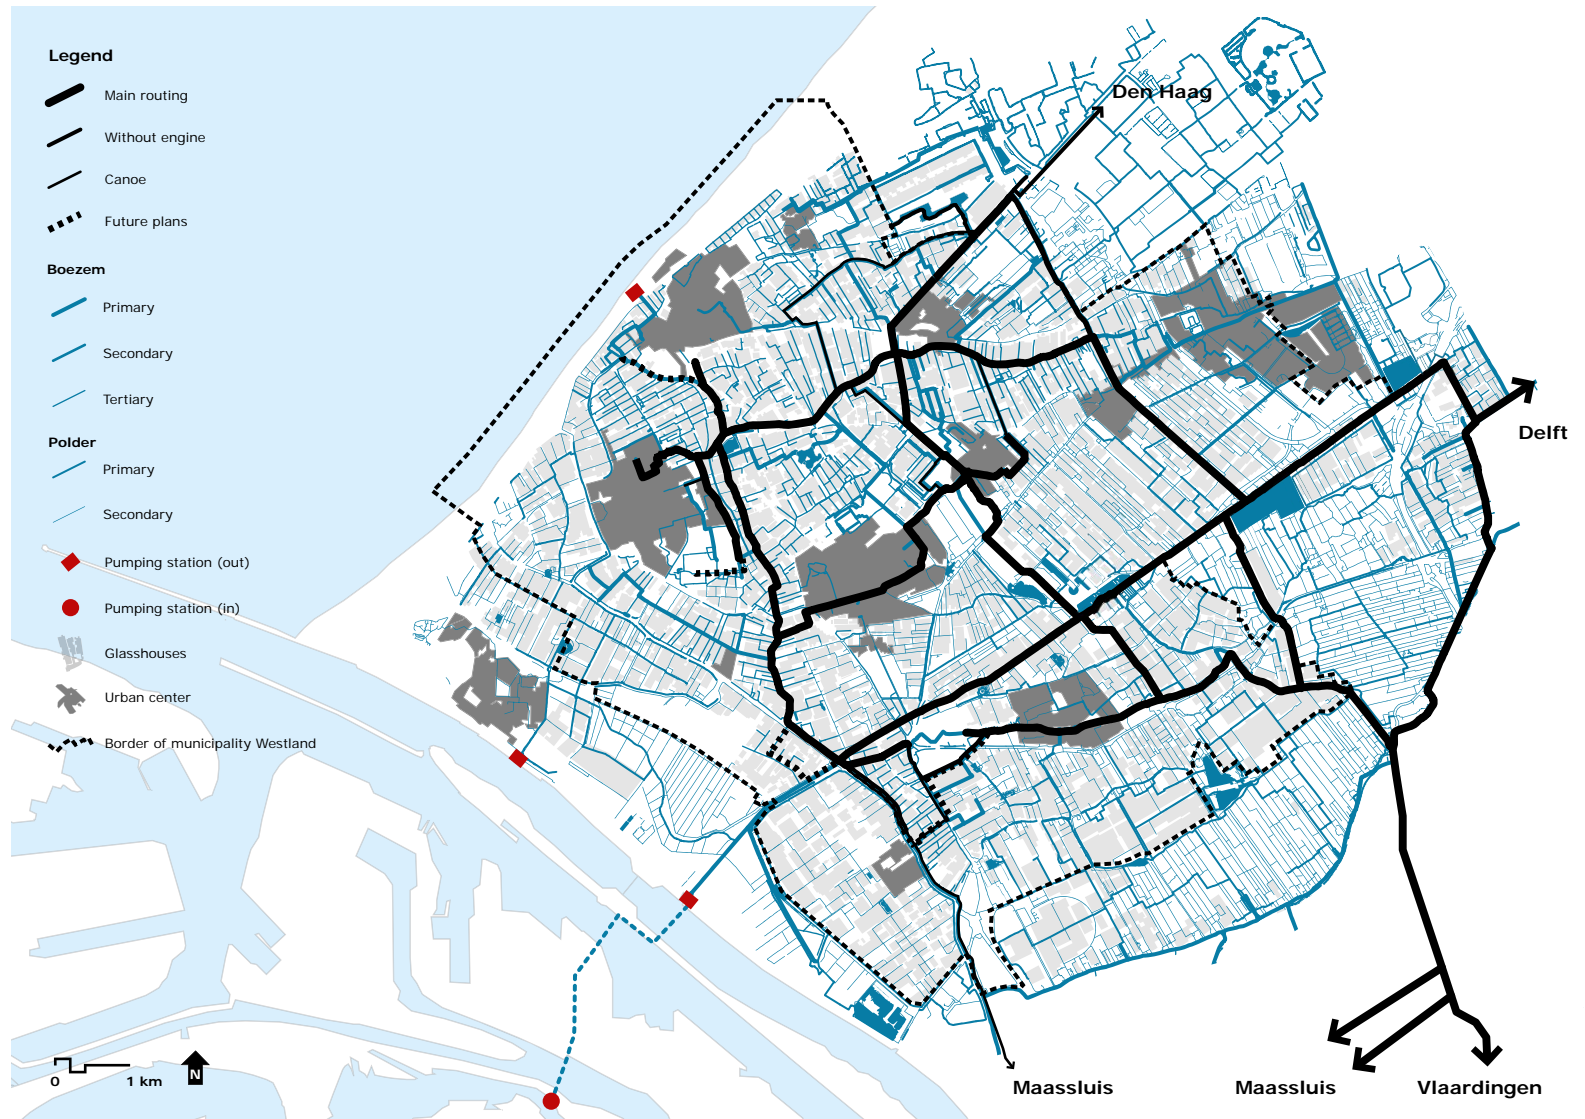 Legend
Main routing
Without engine
Canoe
Future plans
Boezem
Primary
Secondary
Tertiary
Polder
Primary
Secondary
Pumping station (out)
Pumping station (in)
Glasshouses
Urban center
Border of municipality Westland
0 1 km
N
Den Haag
Delft
Maassluis
Maassluis
Vlaardingen